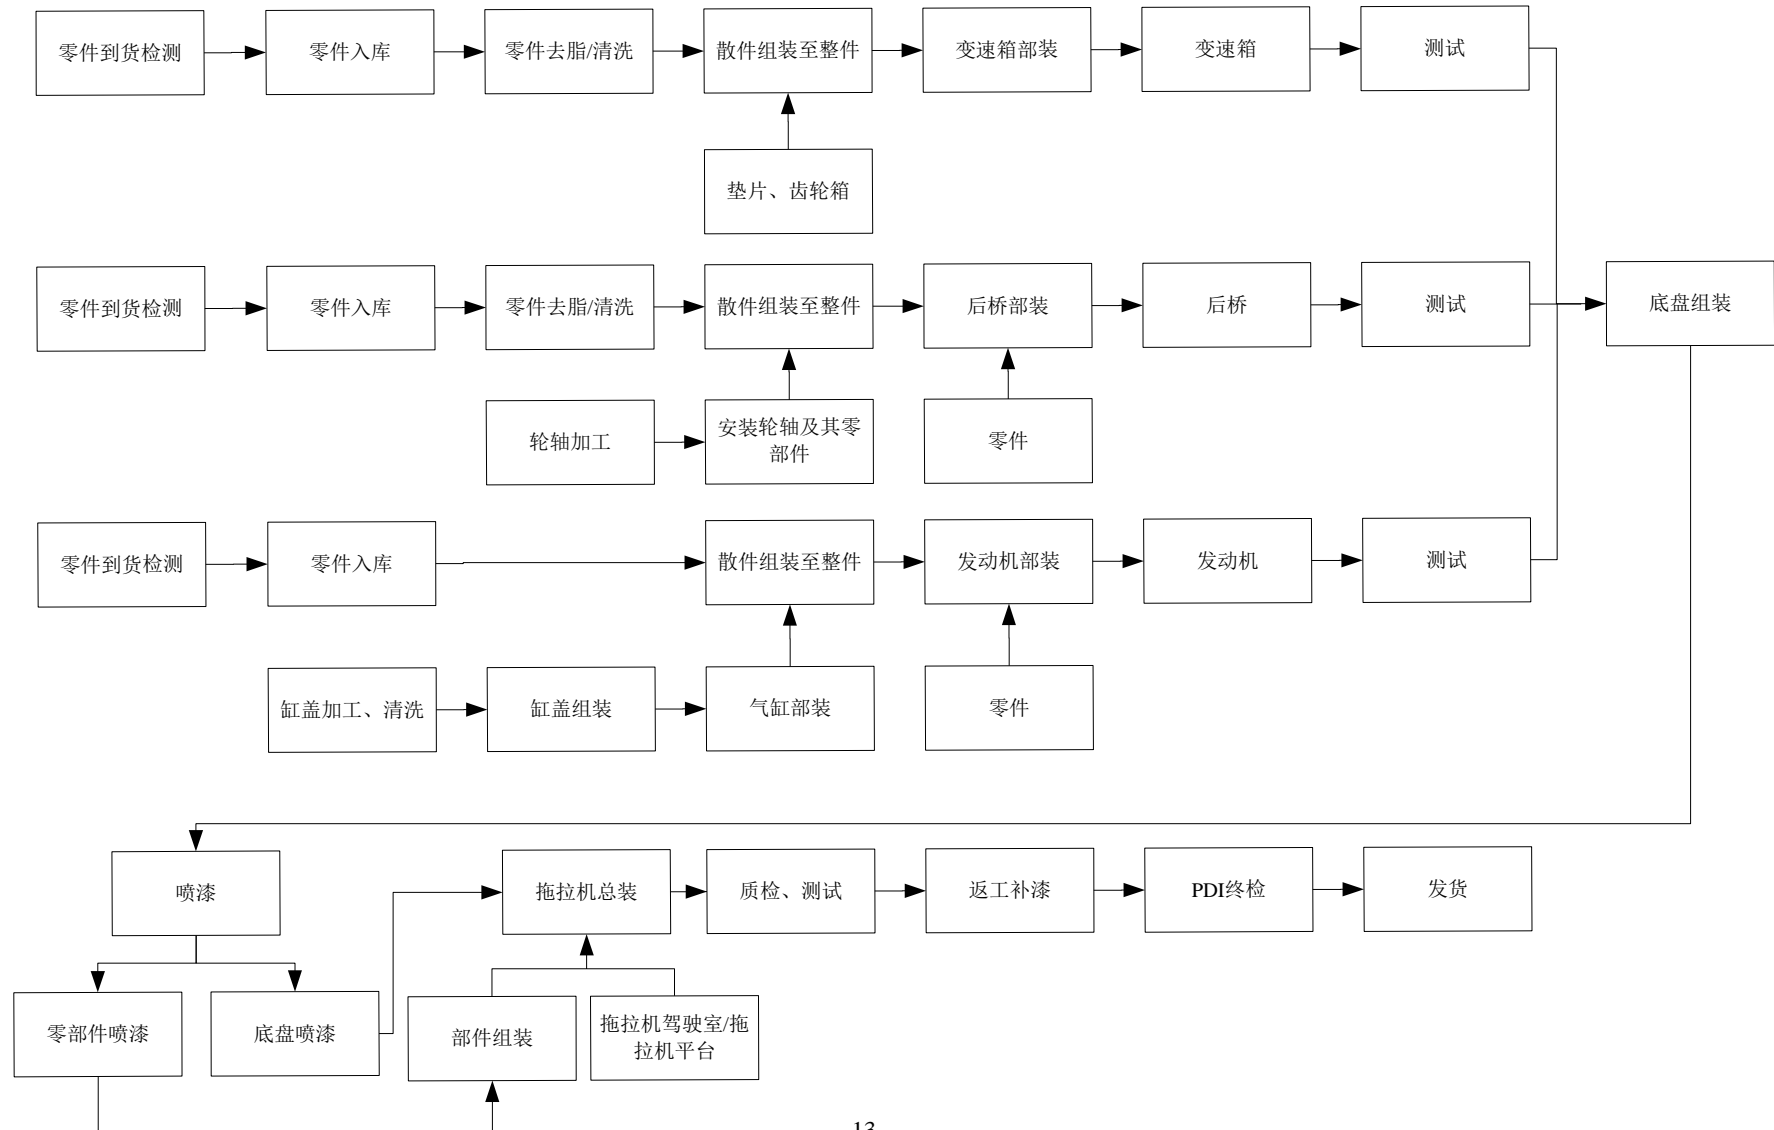 零件到货检测
零件入库
零件去脂/清洗
散件组装至整件
变速箱部装
变速箱
测试
垫片、齿轮箱
零件到货检测
零件入库
零件去脂/清洗
散件组装至整件
后桥部装
后桥
测试
底盘组装
轮轴加工
安装轮轴及其零
部件
零件
零件到货检测
零件入库
散件组装至整件
发动机部装
发动机
测试
缸盖加工、清洗
缸盖组装
气缸部装
零件
喷漆
拖拉机总装
质检、测试
返工补漆
PDI终检
发货
零部件喷漆
底盘喷漆
部件组装
拖拉机驾驶室/拖
拉机平台
13